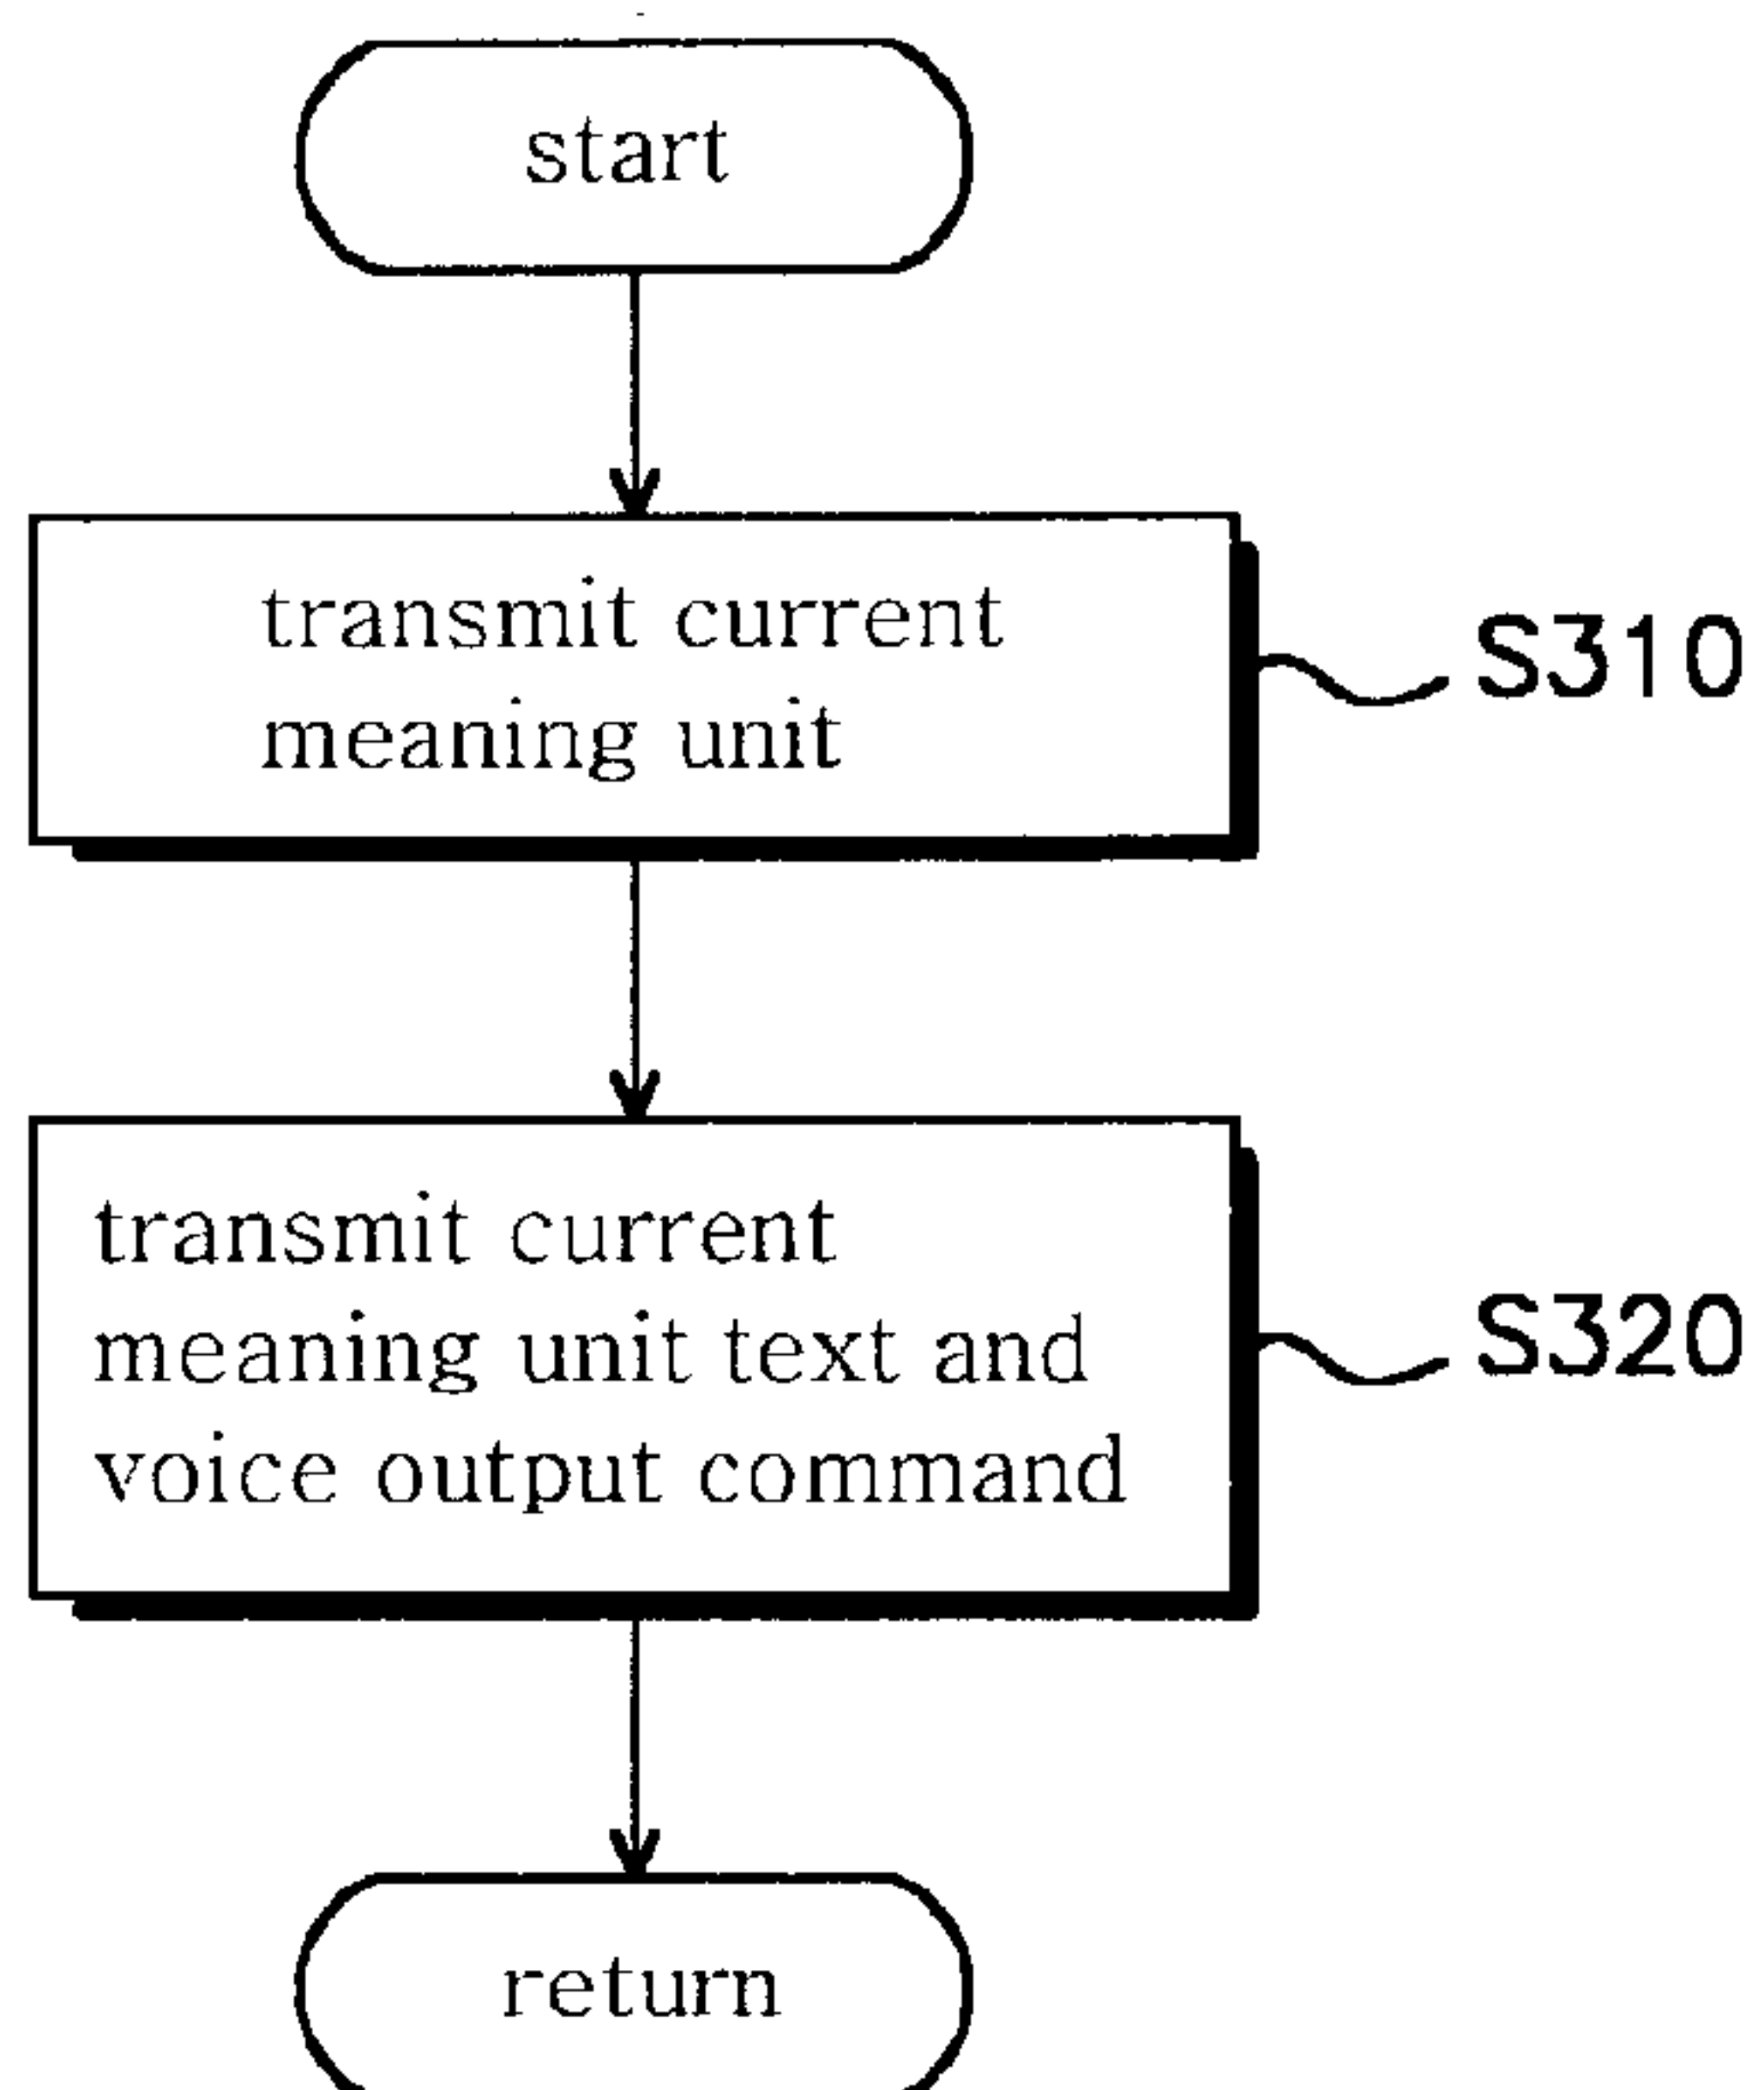 start
transmit current
meaning unit
S310
transmit current
meaning unit text and
voice output command
S320
return